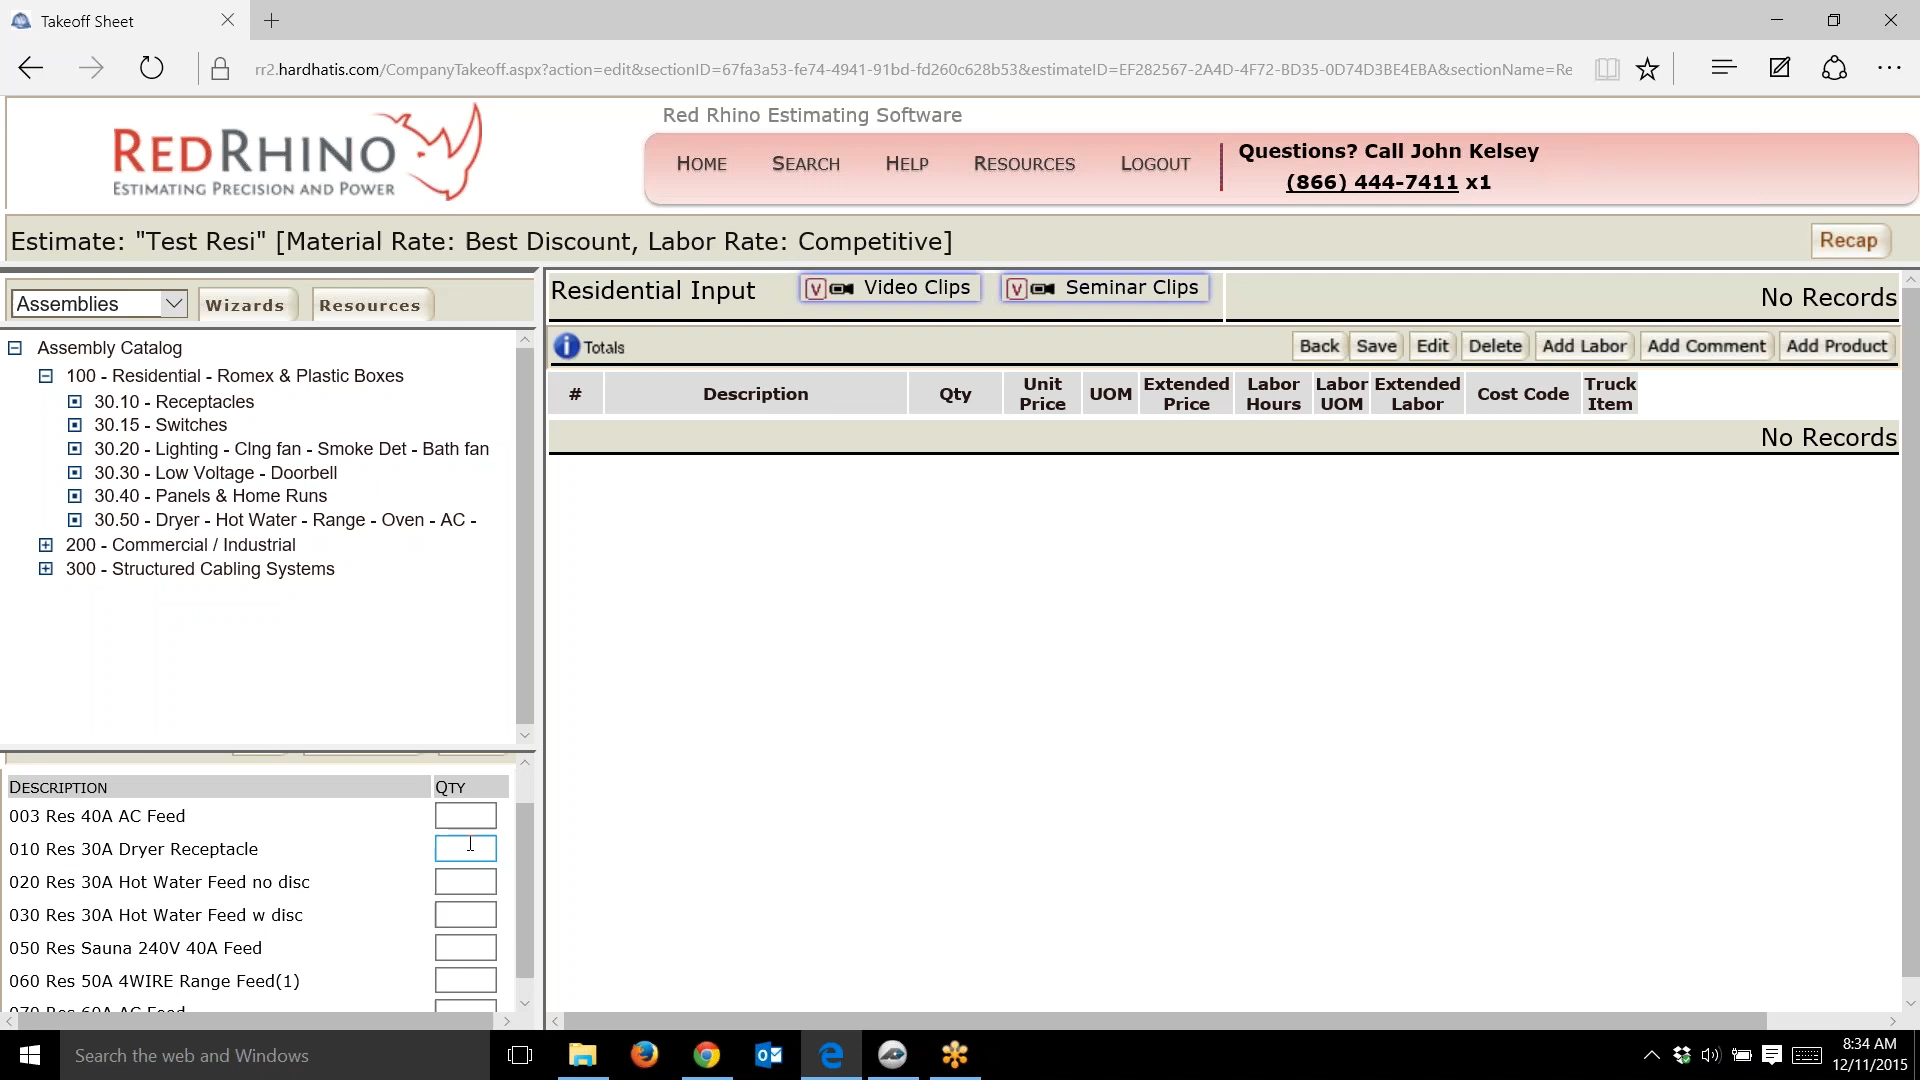 Takeoff Sheet
rr2.hardhatis.com/CompanyTakeoff.aspx?action=edit&sectionID=67fa3a53-fe74-4941-91bd-fd260c628b53&estimateID=EF282567-2A4D-4F72-BD35-0D74D3BE4EBA&sectionName=Re
REDRHINO
ESTIMATING PRECISION AND POWER
Red Rhino Estimating Software
HOME SEARCH HELP RESOURCES LOGOUT
Questions? Call John Kelsey
(866) 444-7411 x1
Estimate: "Test Resi" [Material Rate: Best Discount, Labor Rate: Competitive]
Recap
Assemblies Wizards Resources
Assembly Catalog
100 - Residential - Romex & Plastic Boxes
30.10 - Receptacles
30.15 - Switches
30.20 - Lighting - Clng fan - Smoke Det - Bath fan
30.30 - Low Voltage - Doorbell
30.40 - Panels & Home Runs
30.50 - Dryer - Hot Water - Range - Oven - AC -
200 - Commercial / Industrial
300 - Structured Cabling Systems
Residential Input V Video Clips V Seminar Clips No Records
i Totals Back Save Edit Delete Add Labor Add Comment Add Product
# Description Qty Unit Price UOM Extended Price Labor Hours Labor UOM Extended Labor Cost Code Truck Item
No Records
DESCRIPTION QTY
003 Res 40A AC Feed
010 Res 30A Dryer Receptacle
020 Res 30A Hot Water Feed no disc
030 Res 30A Hot Water Feed w disc
050 Res Sauna 240V 40A Feed
060 Res 50A 4WIRE Range Feed(1)
070 Res 60A AC Feed
Search the web and Windows
8:34 AM
12/11/2015